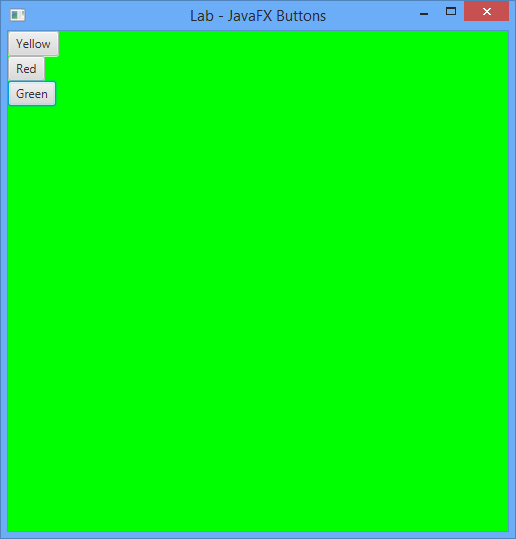 Lab - JavaFX Buttons
Yellow
Red
Green